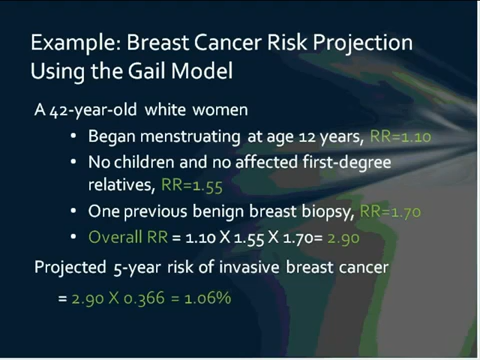 Example: Breast Cancer Risk Projection
Using the Gail Model
A 42-year-old white women
• Began menstruating at age 12 years, RR=1.10
• No children and no affected first-degree
relatives, RR=1.55
• One previous benign breast biopsy, RR=1.70
• Overall RR = 1.10 X 1.55 X 1.70= 2.90
Projected 5-year risk of invasive breast cancer
= 2.90 X 0.366 = 1.06%